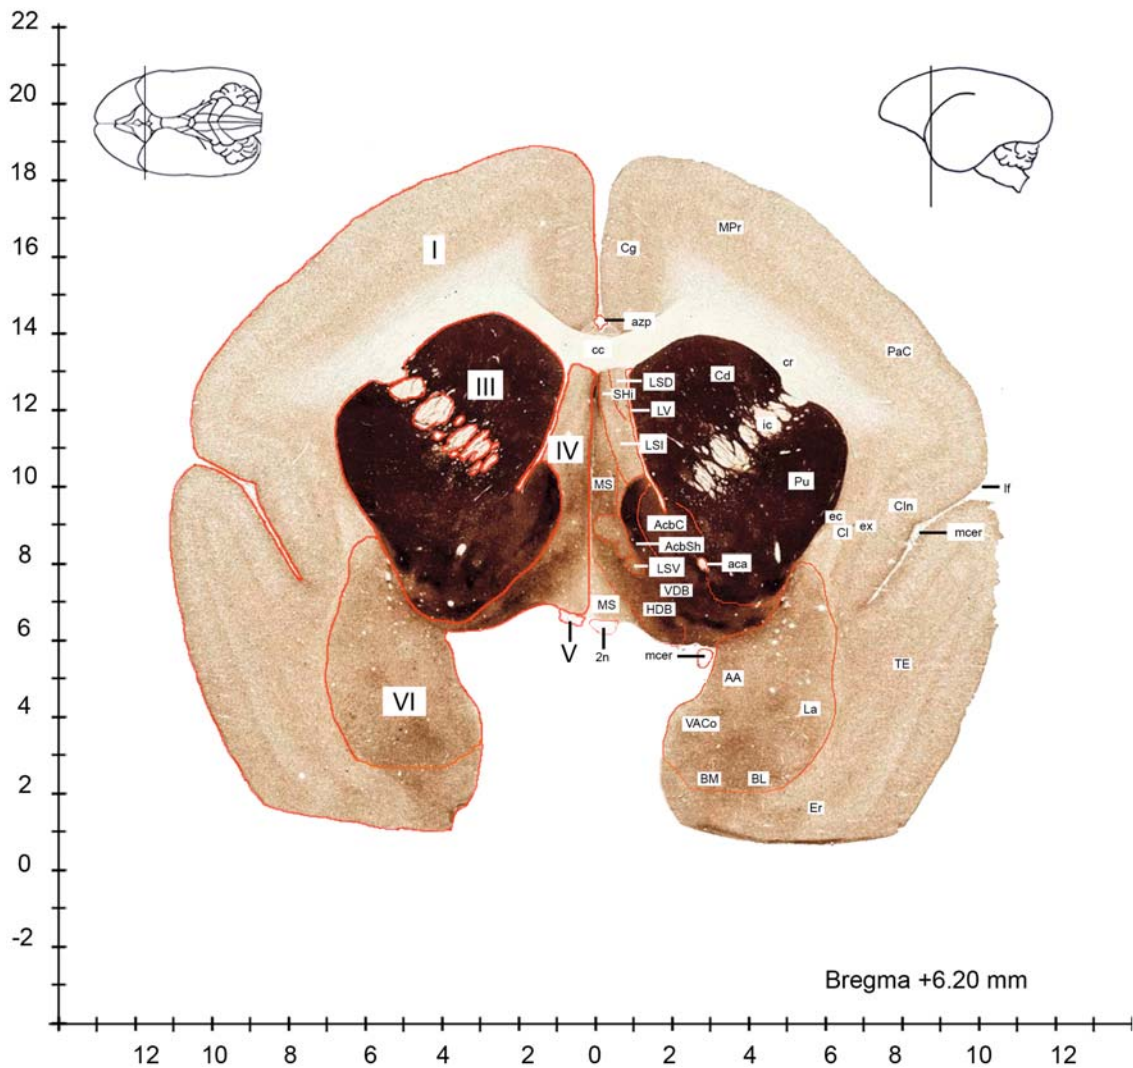 22
20
18
16
14
12
10
8
6
4
2
0
-2
I
Cg
MPr
azp
cc
cr
PaC
III
LSD
Cd
SHi
LV
ic
IV
LSI
MS
Pu
lf
AcbC
ec
ex
Cln
Cl
mcer
AcbSh
LSV
aca
VDB
MS
HDB
V
2n
mcer
AA
TE
VI
VACo
La
BM
BL
Er
Bregma +6.20 mm
12 10 8 6 4 2 0 2 4 6 8 10 12